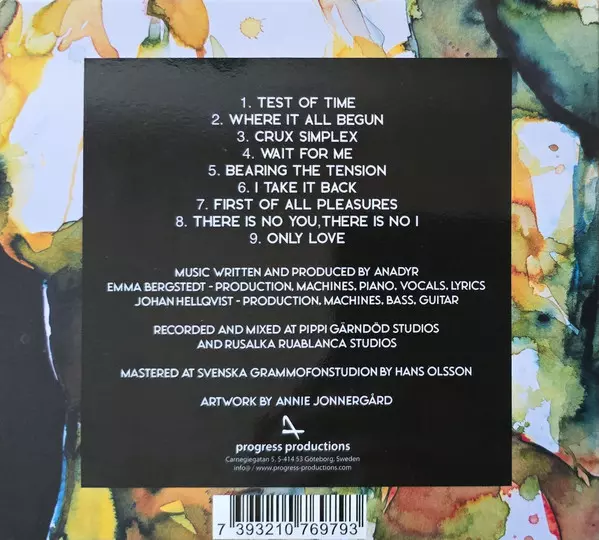 1. TEST OF TIME
2. WHERE IT ALL BEGUN
3. CRUX SIMPLEX
4. WAIT FOR ME
5. BEARING THE TENSION
6. I TAKE IT BACK
7. FIRST OF ALL PLEASURES
8. THERE IS NO YOU, THERE IS NO I
9. ONLY LOVE
MUSIC WRITTEN AND PRODUCED BY ANADYR
EMMA BERGSTEDT - PRODUCTION, MACHINES, PIANO, VOCALS, LYRICS
JOHAN HELLQVIST - PRODUCTION, MACHINES, BASS, GUITAR
RECORDED AND MIXED AT PIPPI GÅRNDÖD STUDIOS
AND RUSALKA RUABLANCA STUDIOS
MASTERED AT SVENSKA GRAMMOFONSTUDION BY HANS OLSSON
ARTWORK BY ANNIE JONNERGÅRD
progress productions
Carnegiegatan 5, S-414 53 Göteborg, Sweden
info@ / www.progress-productions.com
7 393210 769793